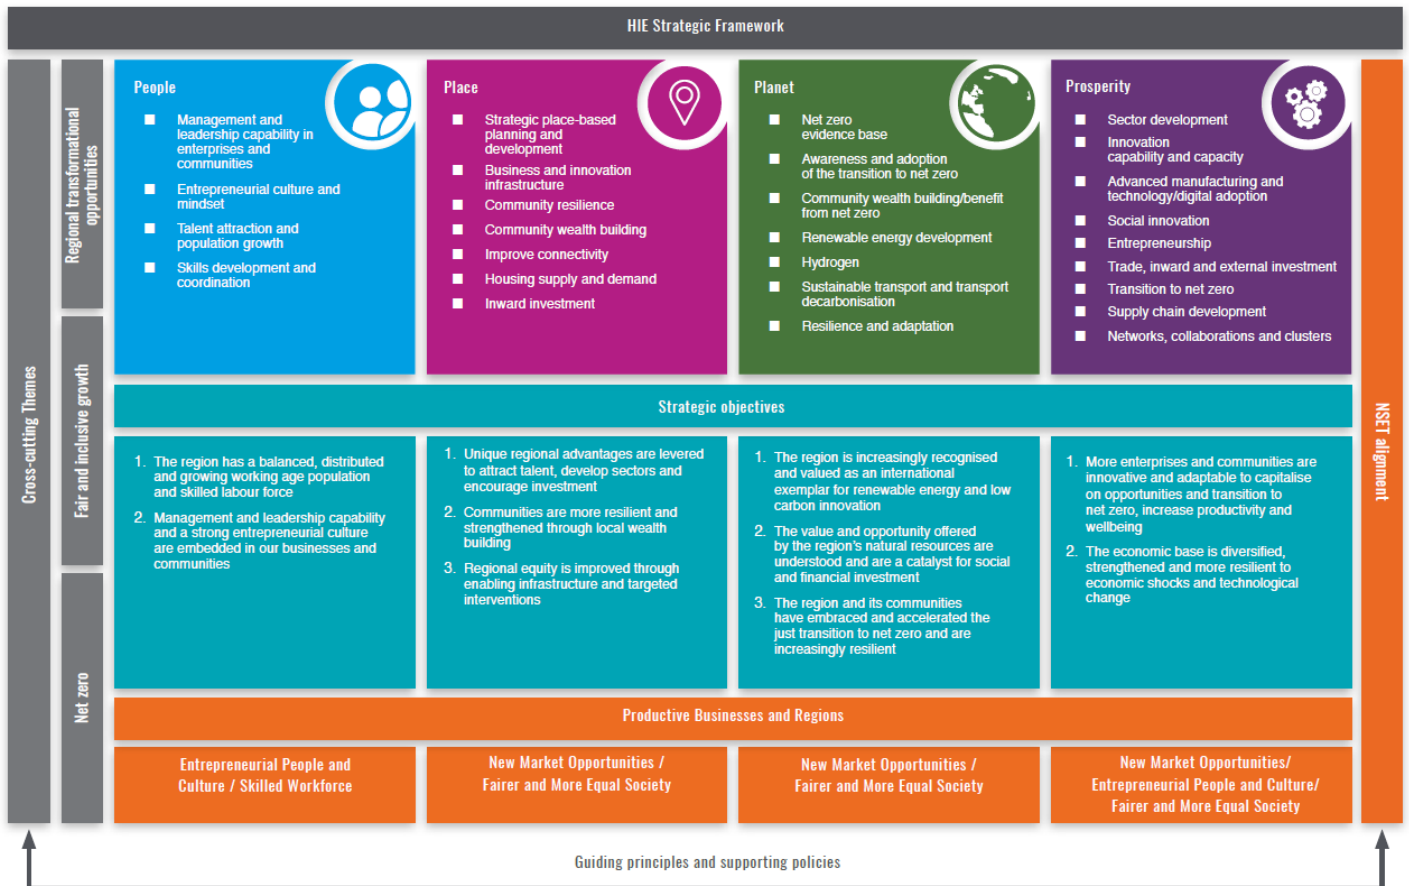 HIE Strategic Framework
Cross-cutting Themes
Regional transformational
opportunities
Fair and inclusive growth
Net zero
People
Management and
leadership capability in
enterprises and
communities
Entrepreneurial culture and
mindset
Talent attraction and
population growth
Skills development and
coordination
Place
Strategic place-based
planning and
development
Business and innovation
infrastructure
Community resilience
Community wealth building
Improve connectivity
Housing supply and demand
Inward investment
Planet
Net zero
evidence base
Awareness and adoption
of the transition to net zero
Community wealth building/benefit
from net zero
Renewable energy development
Hydrogen
Sustainable transport and transport
decarbonisation
Resilience and adaptation
Prosperity
Sector development
Innovation
capability and capacity
Advanced manufacturing and
technology/digital adoption
Social innovation
Entrepreneurship
Trade, inward and external investment
Transition to net zero
Supply chain development
Networks, collaborations and clusters
Strategic objectives
1. The region has a balanced, distributed
and growing working age population
and skilled labour force
2. Management and leadership capability
and a strong entrepreneurial culture
are embedded in our businesses and
communities
1. Unique regional advantages are levered
to attract talent, develop sectors and
encourage investment
2. Communities are more resilient and
strengthened through local wealth
building
3. Regional equity is improved through
enabling infrastructure and targeted
interventions
1. The region is increasingly recognised
and valued as an international
exemplar for renewable energy and low
carbon innovation
2. The value and opportunity offered
by the region's natural resources are
understood and are a catalyst for social
and financial investment
3. The region and its communities
have embraced and accelerated the
just transition to net zero and are
increasingly resilient
1. More enterprises and communities are
innovative and adaptable to capitalise
on opportunities and transition to
net zero, increase productivity and
wellbeing
2. The economic base is diversified,
strengthened and more resilient to
economic shocks and technological
change
Productive Businesses and Regions
Entrepreneurial People and
Culture / Skilled Workforce
New Market Opportunities /
Fairer and More Equal Society
New Market Opportunities /
Fairer and More Equal Society
New Market Opportunities/
Entrepreneurial People and Culture/
Fairer and More Equal Society
NSET alignment
Guiding principles and supporting policies